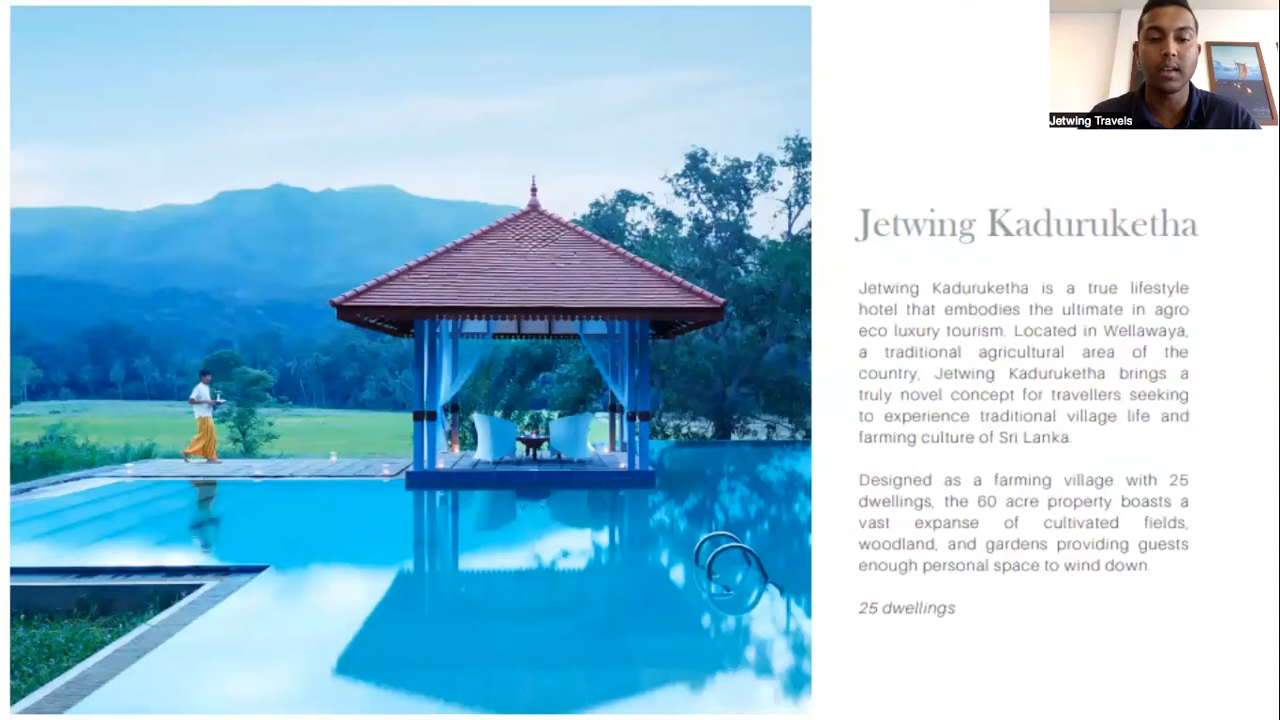 Jetwing Travels
Jetwing Kaduruketha
Jetwing Kaduruketha is a true lifestyle
hotel that embodies the ultimate in agro
eco luxury tourism. Located in Wellawaya,
a traditional agricultural area of the
country, Jetwing Kaduruketha brings a
truly novel concept for travellers seeking
to experience traditional village life and
farming culture of Sri Lanka.
Designed as a farming village with 25
dwellings, the 60 acre property boasts a
vast expanse of cultivated fields,
woodland, and gardens providing guests
enough personal space to wind down.
25 dwellings